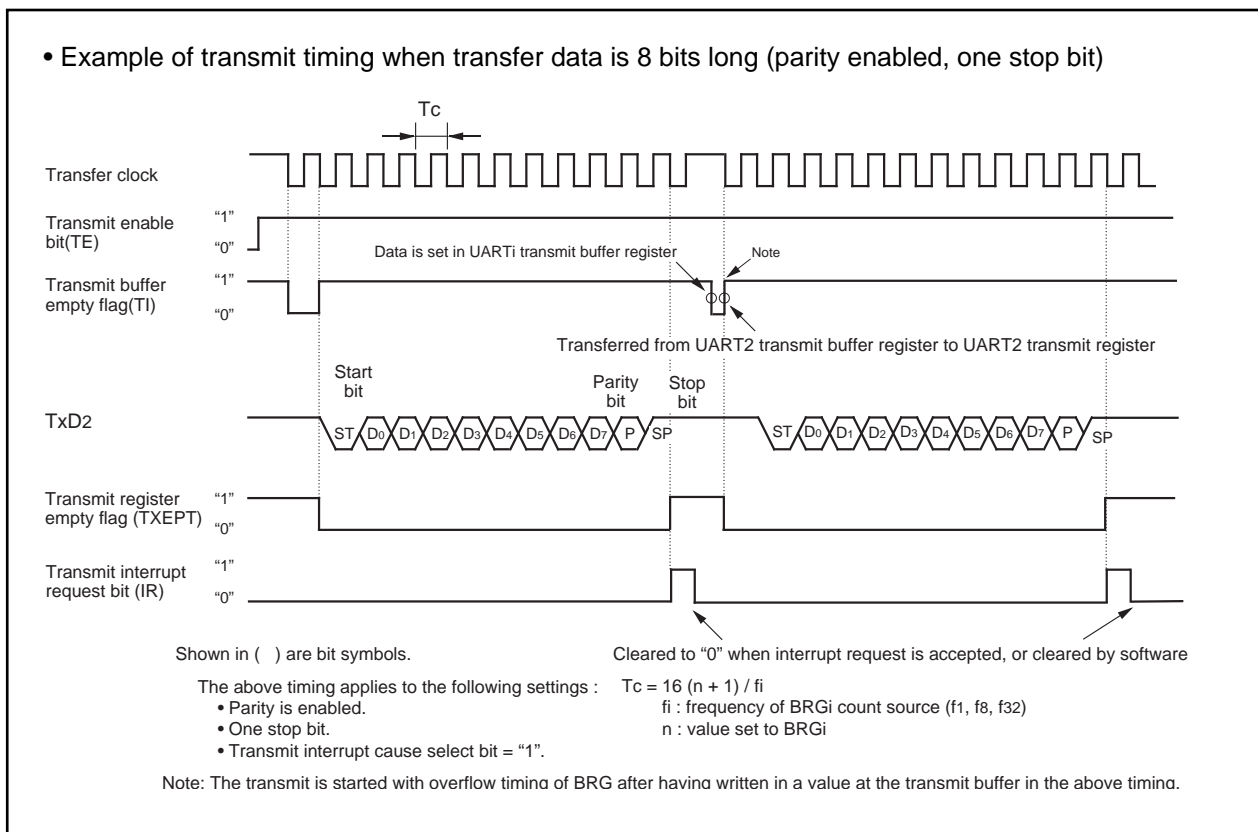 • Example of transmit timing when transfer data is 8 bits long (parity enabled, one stop bit)
Tc
Transfer clock
Transmit enable
bit(TE)
“1”
“0”
Data is set in UARTi transmit buffer register
Note
Transmit buffer
empty flag(TI)
“1”
“0”
Transferred from UART2 transmit buffer register to UART2 transmit register
Start
bit
Parity
bit
Stop
bit
TxD2
ST D0 D1 D2 D3 D4 D5 D6 D7 P SP
ST D0 D1 D2 D3 D4 D5 D6 D7 P SP
Transmit register
empty flag (TXEPT)
“1”
“0”
Transmit interrupt
request bit (IR)
“1”
“0”
Shown in ( ) are bit symbols.
Cleared to “0” when interrupt request is accepted, or cleared by software
The above timing applies to the following settings :
• Parity is enabled.
• One stop bit.
• Transmit interrupt cause select bit = “1”.
Tc = 16 (n + 1) / fi
fi : frequency of BRGi count source (f1, f8, f32)
n : value set to BRGi
Note: The transmit is started with overflow timing of BRG after having written in a value at the transmit buffer in the above timing.